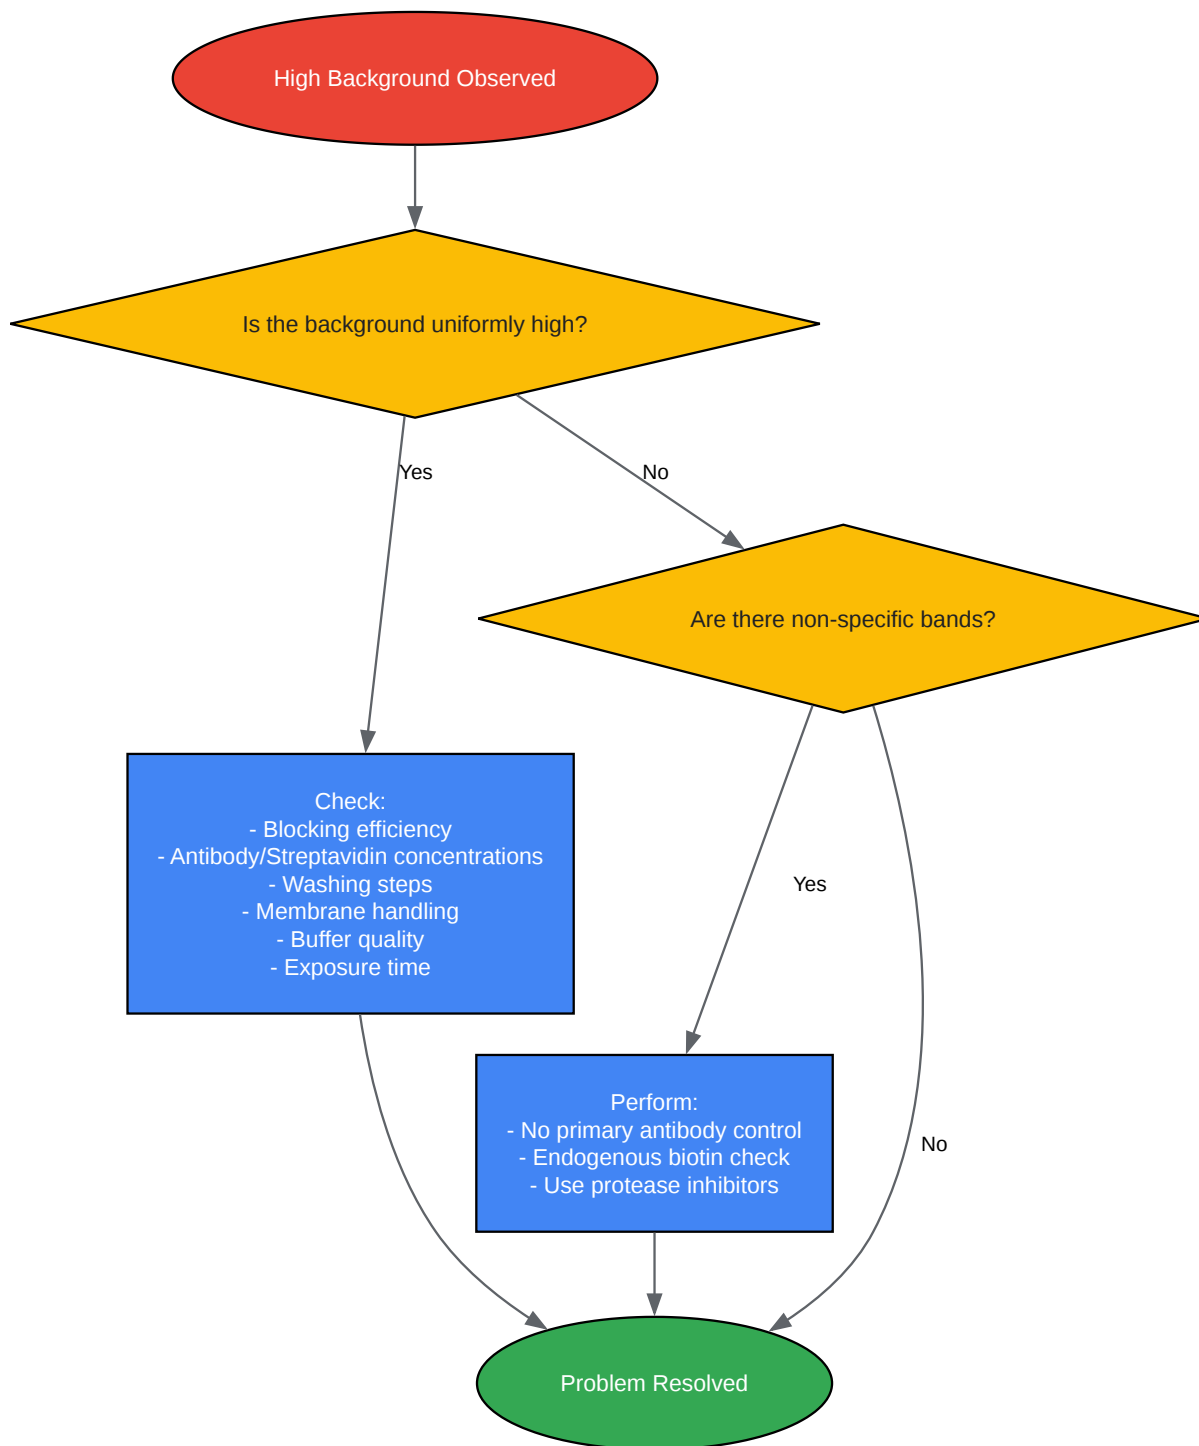 High Background Observed
Is the background uniformly high?
Yes
No
Are there non-specific bands?
Check:
- Blocking efficiency
- Antibody/Streptavidin concentrations
- Washing steps
- Membrane handling
- Buffer quality
- Exposure time
Yes
Perform:
- No primary antibody control
- Endogenous biotin check
- Use protease inhibitors
No
Problem Resolved